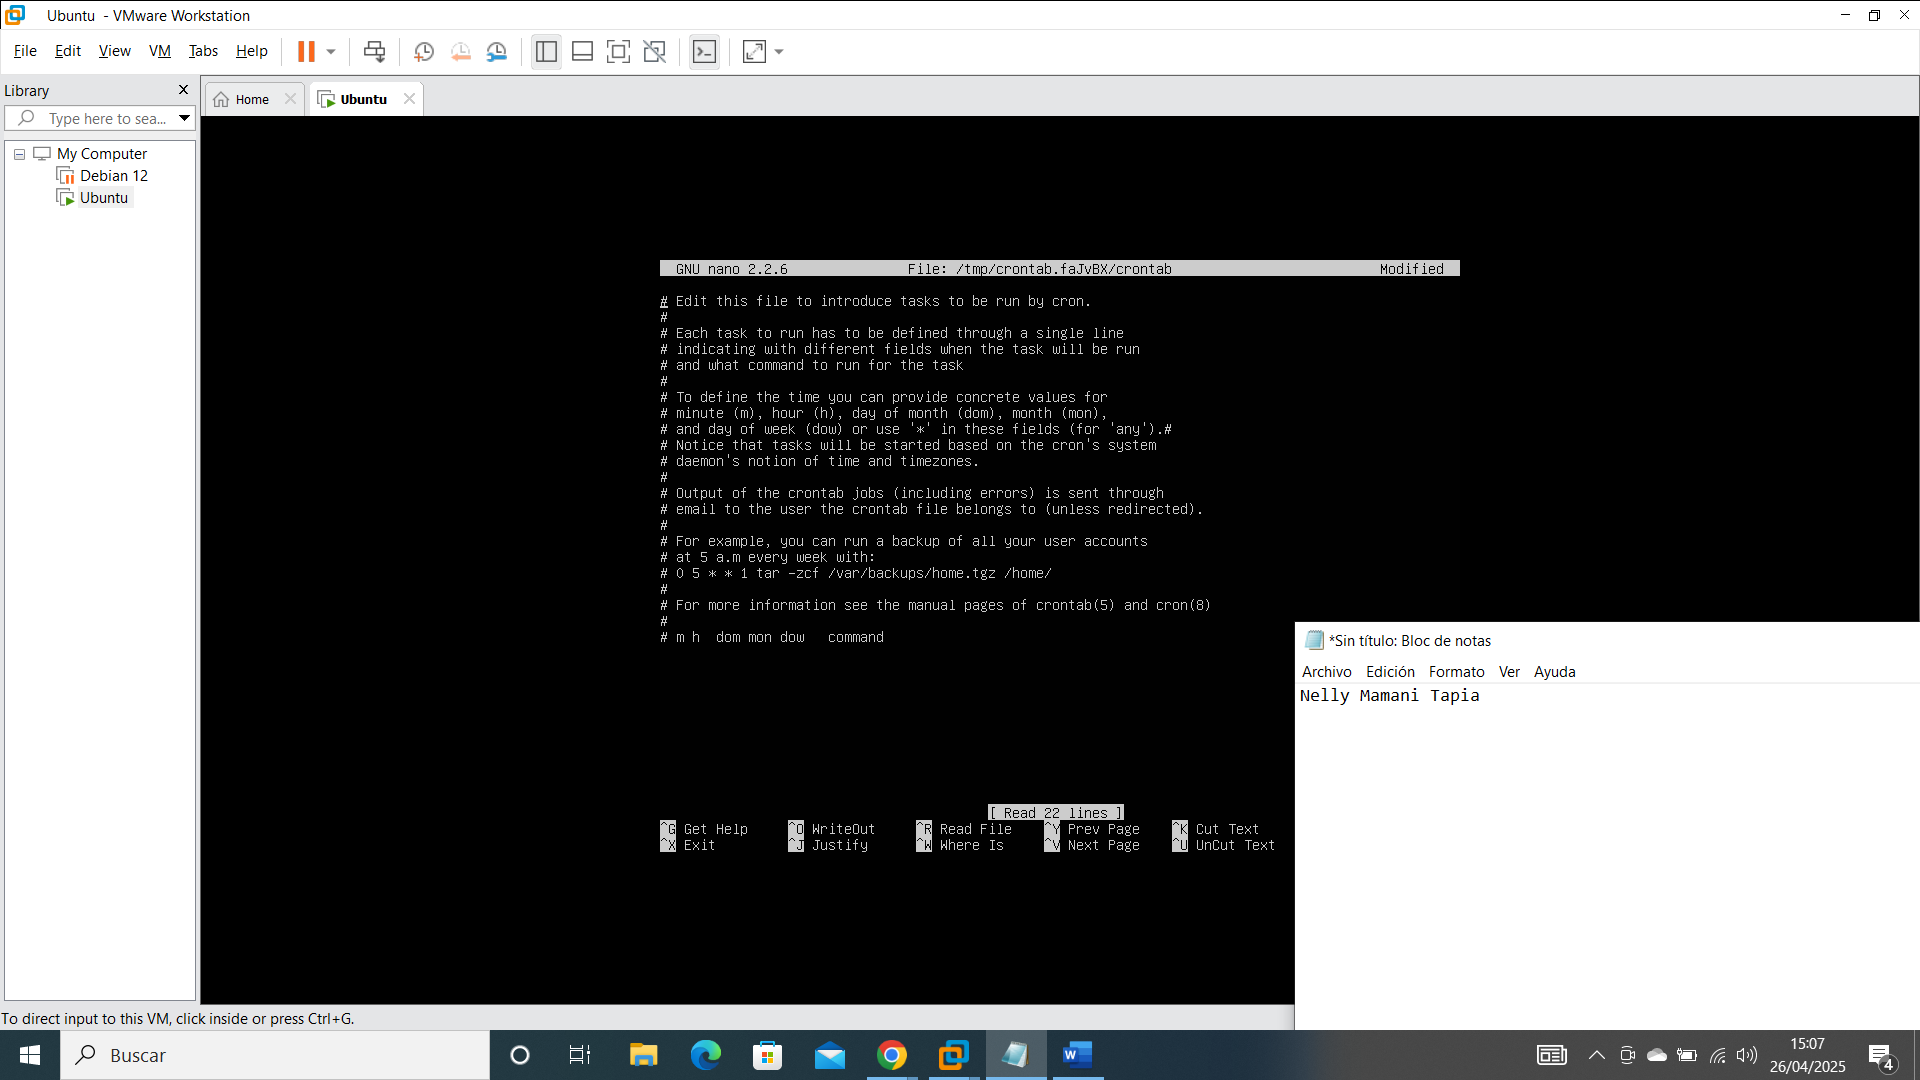 Ubuntu - VMware Workstation
File Edit View VM Tabs Help
Library
Type here to sea...
My Computer
Debian 12
Ubuntu
Home
Ubuntu
GNU nano 2.2.6 File: /tmp/crontab.faJvBX/crontab Modified
# Edit this file to introduce tasks to be run by cron.
#
# Each task to run has to be defined through a single line
# indicating with different fields when the task will be run
# and what command to run for the task
#
# To define the time you can provide concrete values for
# minute (m), hour (h), day of month (dom), month (mon),
# and day of week (dow) or use '*' in these fields (for 'any').#
# Notice that tasks will be started based on the cron's system
# daemon's notion of time and timezones.
#
# Output of the crontab jobs (including errors) is sent through
# email to the user the crontab file belongs to (unless redirected).
#
# For example, you can run a backup of all your user accounts
# at 5 a.m every week with:
# 0 5 * * 1 tar -zcf /var/backups/home.tgz /home/
#
# For more information see the manual pages of crontab(5) and cron(8)
#
# m h  dom mon dow   command
[ Read 22 lines ]
^G Get Help ^O WriteOut ^R Read File ^Y Prev Page ^K Cut Text
^X Exit ^J Justify ^W Where Is ^V Next Page ^U UnCut Text
*Sin título: Bloc de notas
Archivo Edición Formato Ver Ayuda
Nelly Mamani Tapia
To direct input to this VM, click inside or press Ctrl+G.
Buscar
15:07
26/04/2025
4